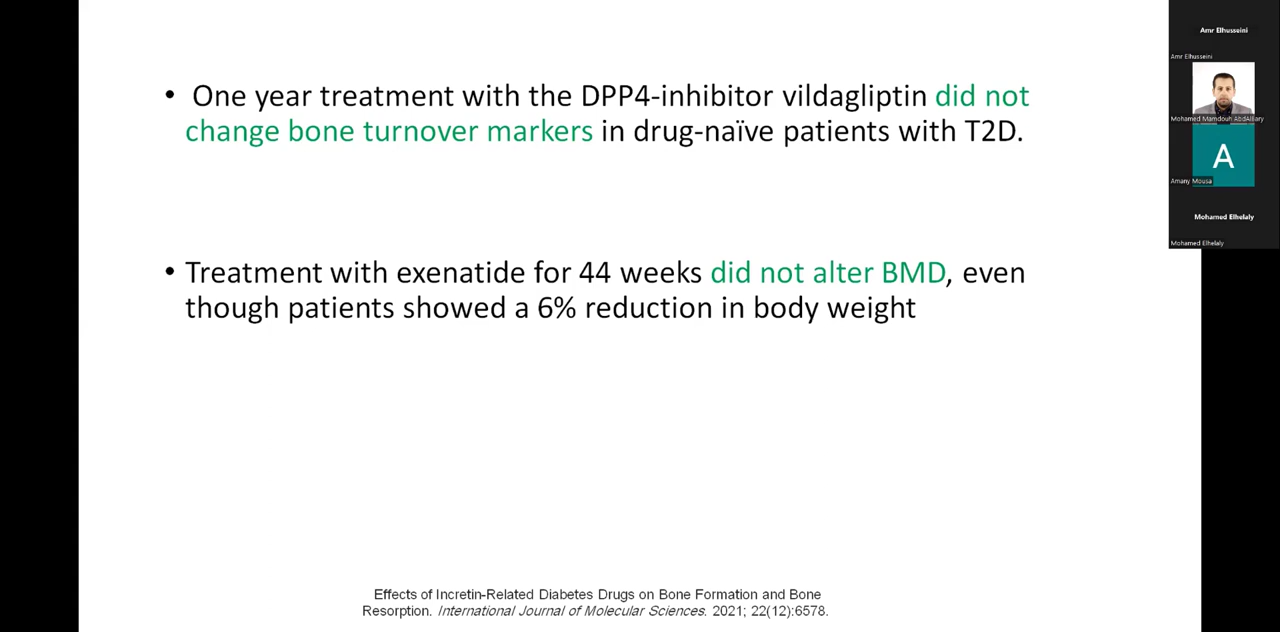 • One year treatment with the DPP4-inhibitor vildagliptin did not
change bone turnover markers in drug-naïve patients with T2D.
• Treatment with exenatide for 44 weeks did not alter BMD, even
though patients showed a 6% reduction in body weight
Effects of Incretin-Related Diabetes Drugs on Bone Formation and Bone
Resorption. International Journal of Molecular Sciences. 2021; 22(12):6578.
Amr Elhusseini
Amr Elhusseini
Mohamed Mamdouh AbdAlBary
A
Amany Mousa
Mohamed Elhelaly
Mohamed Elhelaly